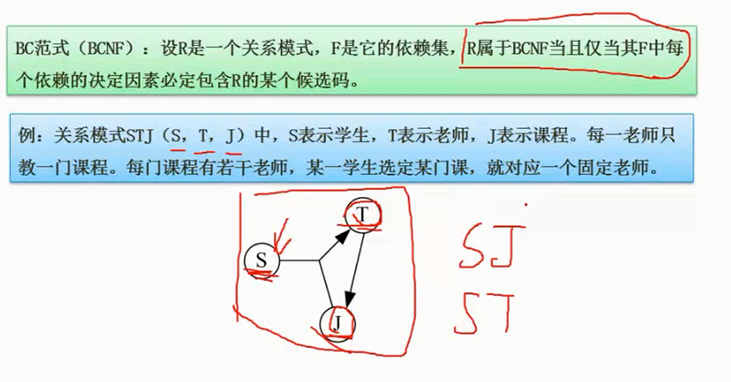 BC范式（BCNF）：设R是一个关系模式，F是它的依赖集，R属于BCNF当且仅当其F中每
个依赖的决定因素必定包含R的某个候选码。
例：关系模式STJ（S，T，J）中，S表示学生，T表示老师，J表示课程。每一老师只
教一门课程。每门课程有若干老师，某一学生选定某门课，就对应一个固定老师。
T
S
J
SJ
ST